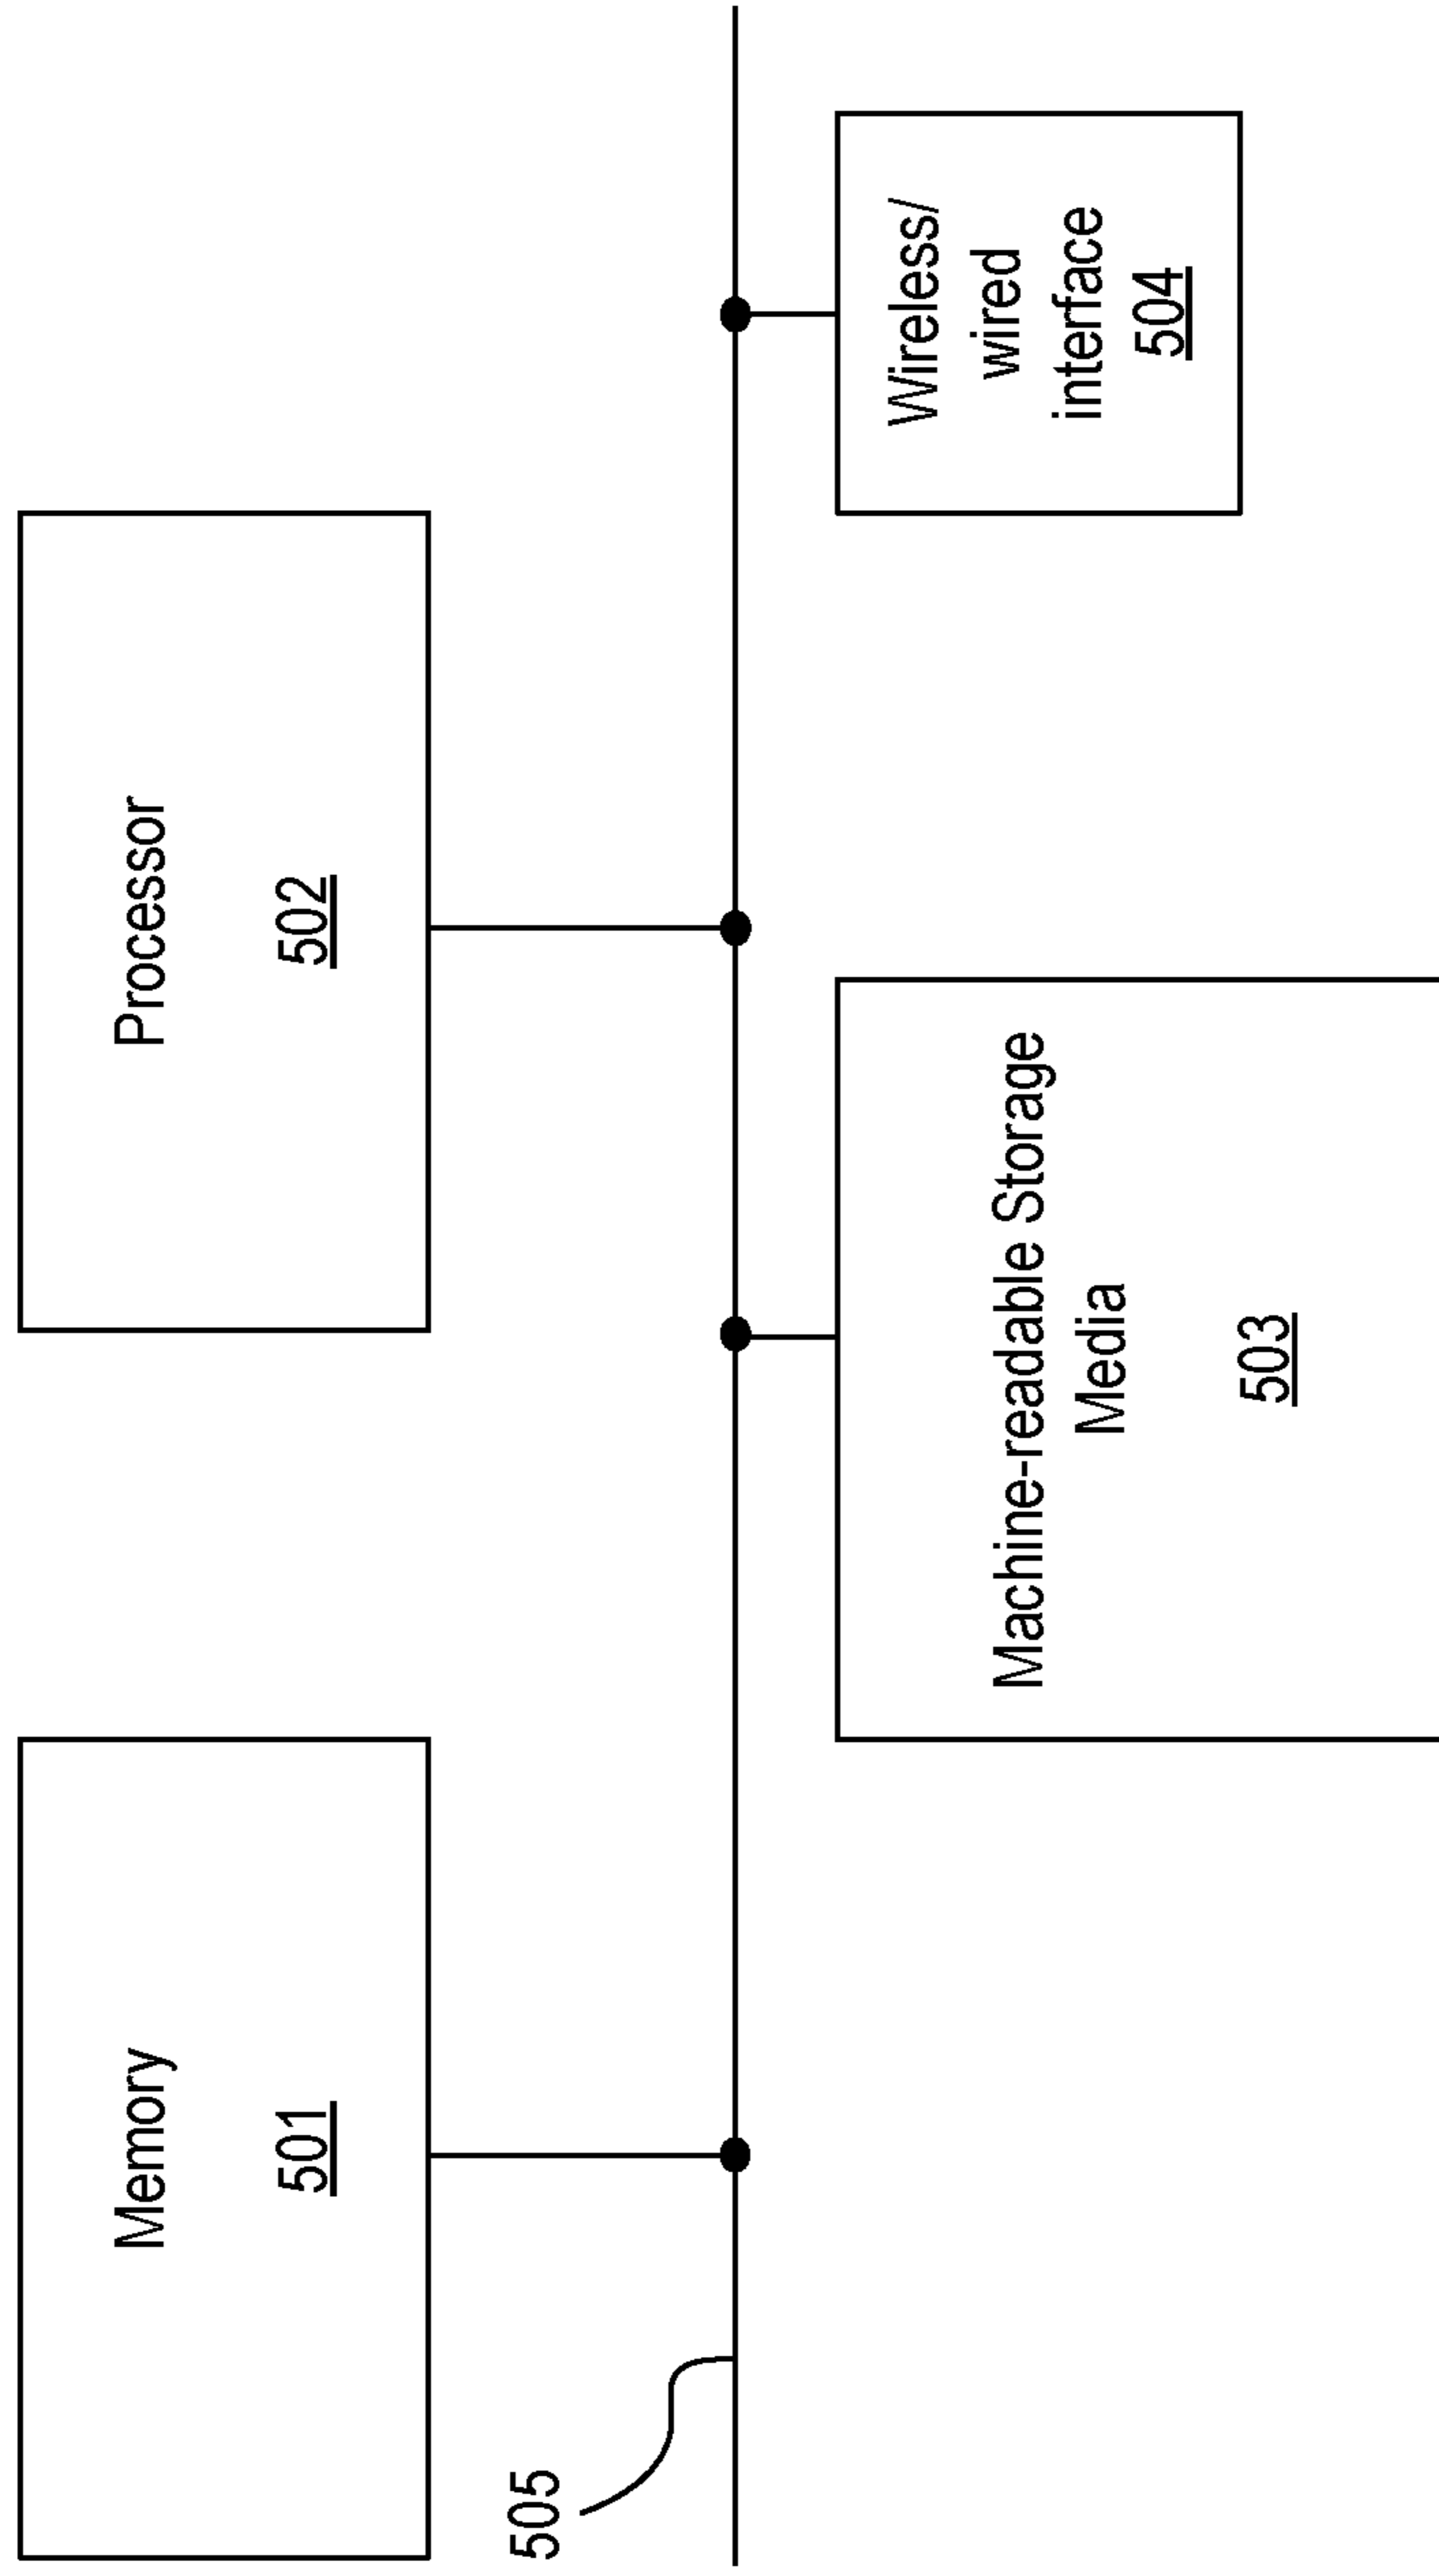 Memory
501
Processor
502
505
Machine-readable Storage
Media
503
Wireless/
wired
interface
504